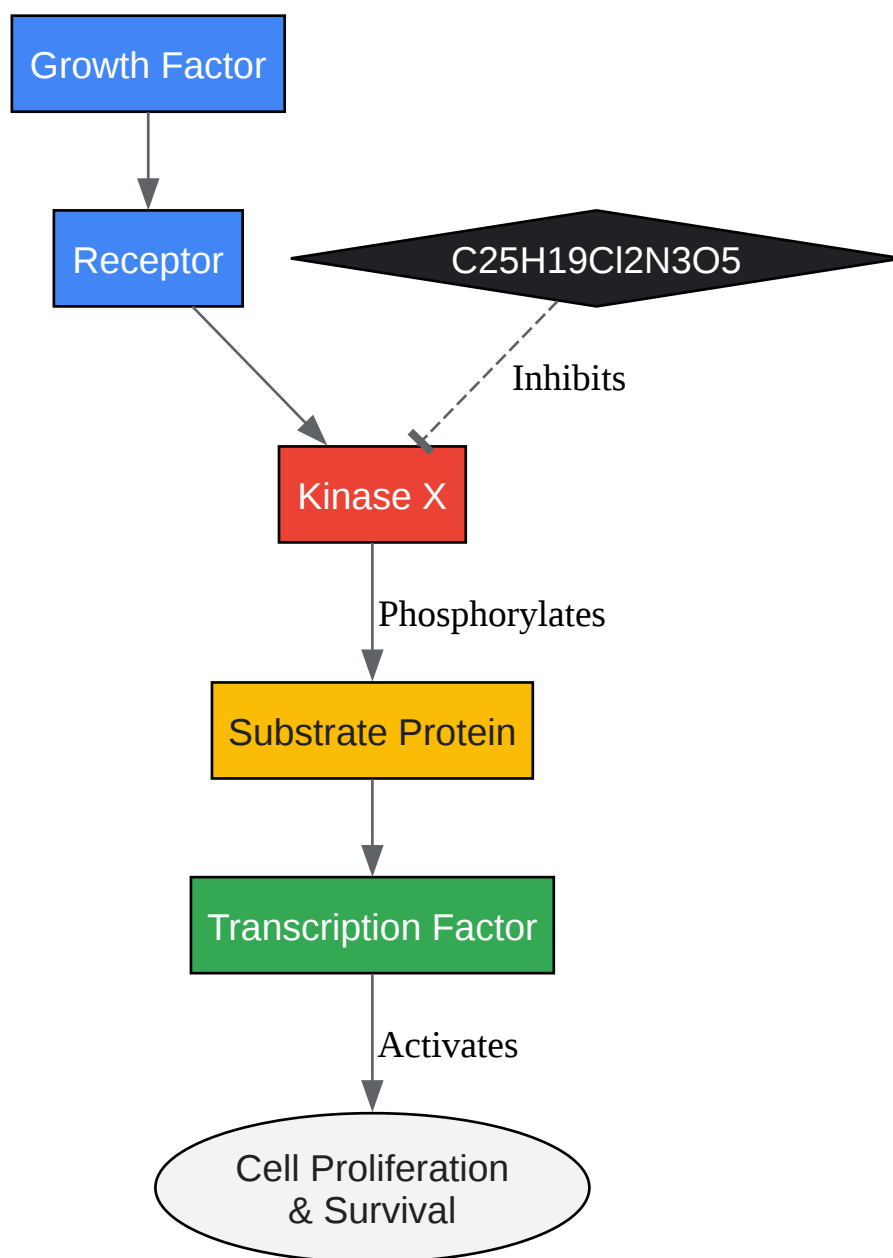 Growth Factor
Receptor
C25H19Cl2N3O5
Inhibits
Kinase X
Phosphorylates
Substrate Protein
Transcription Factor
Activates
Cell Proliferation
& Survival